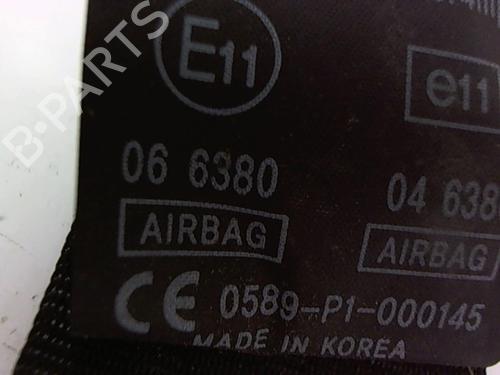 B-PARTS
E11
e11
06 6380
04 638
AIRBAG
AIRBAG
CE 0589-P1-000145
MADE IN KOREA